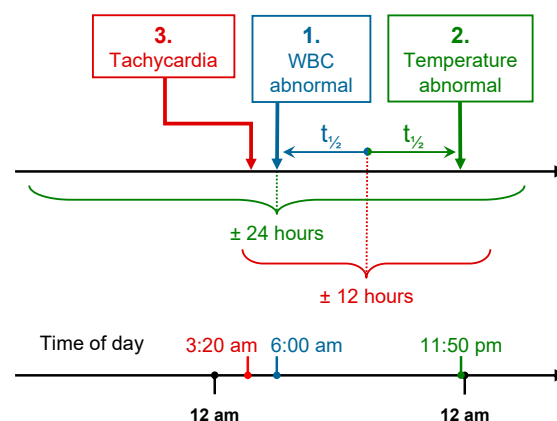 3.
Tachycardia
1.
WBC
abnormal
2.
Temperature
abnormal
t½
t½
± 24 hours
± 12 hours
Time of day
3:20 am
6:00 am
11:50 pm
12 am
12 am